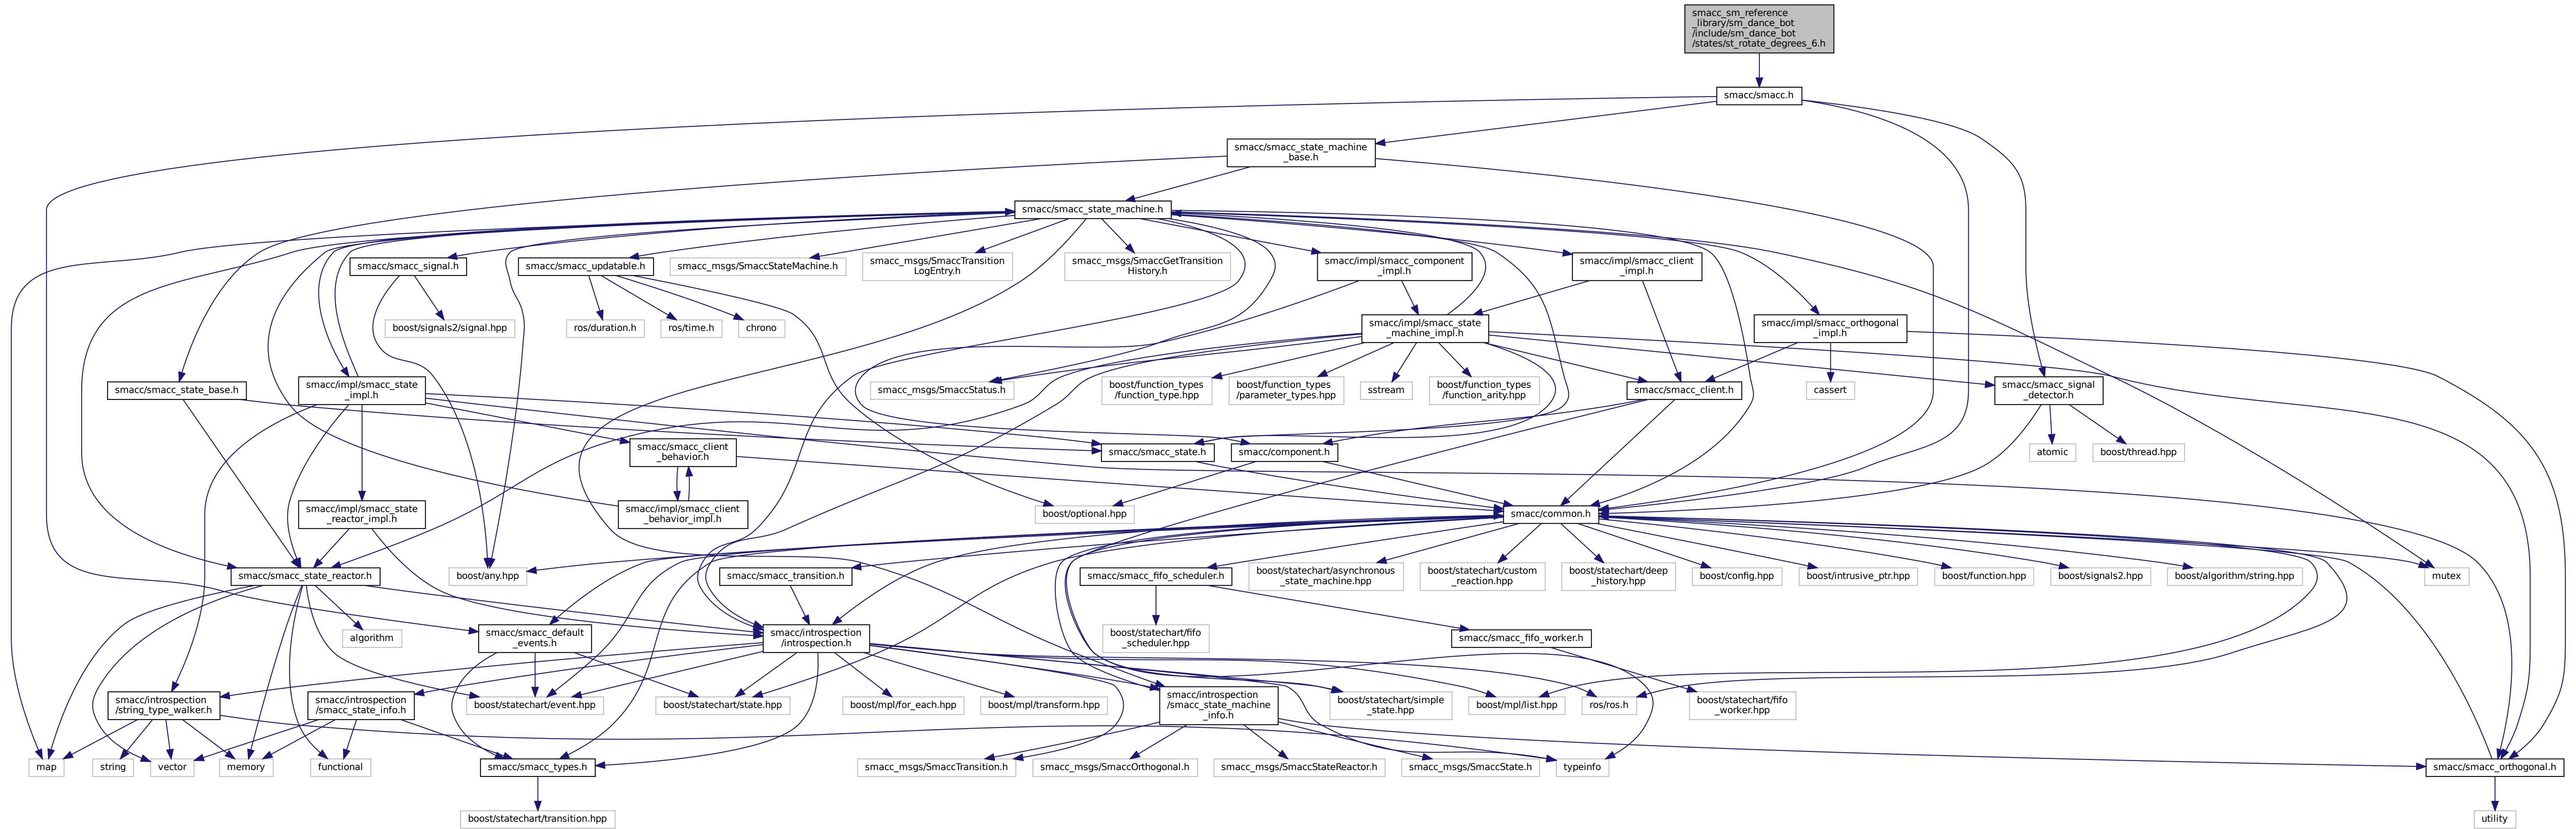 smacc_sm_reference
_library/sm_dance_bot
/include/sm_dance_bot
/states/st_rotate_degrees_6.h
smacc/smacc.h
smacc/smacc_state_machine
_base.h
smacc/smacc_state_machine.h
smacc/smacc_signal.h
smacc/smacc_updatable.h
smacc_msgs/SmaccStateMachine.h
smacc_msgs/SmaccTransition
LogEntry.h
smacc_msgs/SmaccGetTransition
History.h
smacc/impl/smacc_component
_impl.h
smacc/impl/smacc_client
_impl.h
boost/signals2/signal.hpp
ros/duration.h
ros/time.h
chrono
smacc/impl/smacc_state
_machine_impl.h
smacc/impl/smacc_orthogonal
_impl.h
smacc/smacc_state_base.h
smacc/impl/smacc_state
_impl.h
smacc_msgs/SmaccStatus.h
boost/function_types
/function_type.hpp
boost/function_types
/parameter_types.hpp
sstream
boost/function_types
/function_arity.hpp
smacc/smacc_client.h
cassert
smacc/smacc_signal
_detector.h
smacc/smacc_client
_behavior.h
smacc/smacc_state.h
smacc/component.h
atomic
boost/thread.hpp
smacc/impl/smacc_state
_reactor_impl.h
smacc/impl/smacc_client
_behavior_impl.h
boost/optional.hpp
smacc/common.h
smacc/smacc_state_reactor.h
boost/any.hpp
smacc/smacc_transition.h
smacc/smacc_fifo_scheduler.h
boost/statechart/asynchronous
_state_machine.hpp
boost/statechart/custom
_reaction.hpp
boost/statechart/deep
_history.hpp
boost/config.hpp
boost/intrusive_ptr.hpp
boost/function.hpp
boost/signals2.hpp
boost/algorithm/string.hpp
mutex
algorithm
smacc/smacc_default
_events.h
smacc/introspection
/introspection.h
boost/statechart/fifo
_scheduler.hpp
smacc/smacc_fifo_worker.h
smacc/introspection
/string_type_walker.h
smacc/introspection
/smacc_state_info.h
boost/statechart/event.hpp
boost/statechart/state.hpp
boost/mpl/for_each.hpp
boost/mpl/transform.hpp
smacc/introspection
/smacc_state_machine
_info.h
boost/statechart/simple
_state.hpp
boost/mpl/list.hpp
ros/ros.h
boost/statechart/fifo
_worker.hpp
map
string
vector
memory
functional
smacc/smacc_types.h
smacc_msgs/SmaccTransition.h
smacc_msgs/SmaccOrthogonal.h
smacc_msgs/SmaccStateReactor.h
smacc_msgs/SmaccState.h
typeinfo
smacc/smacc_orthogonal.h
boost/statechart/transition.hpp
utility